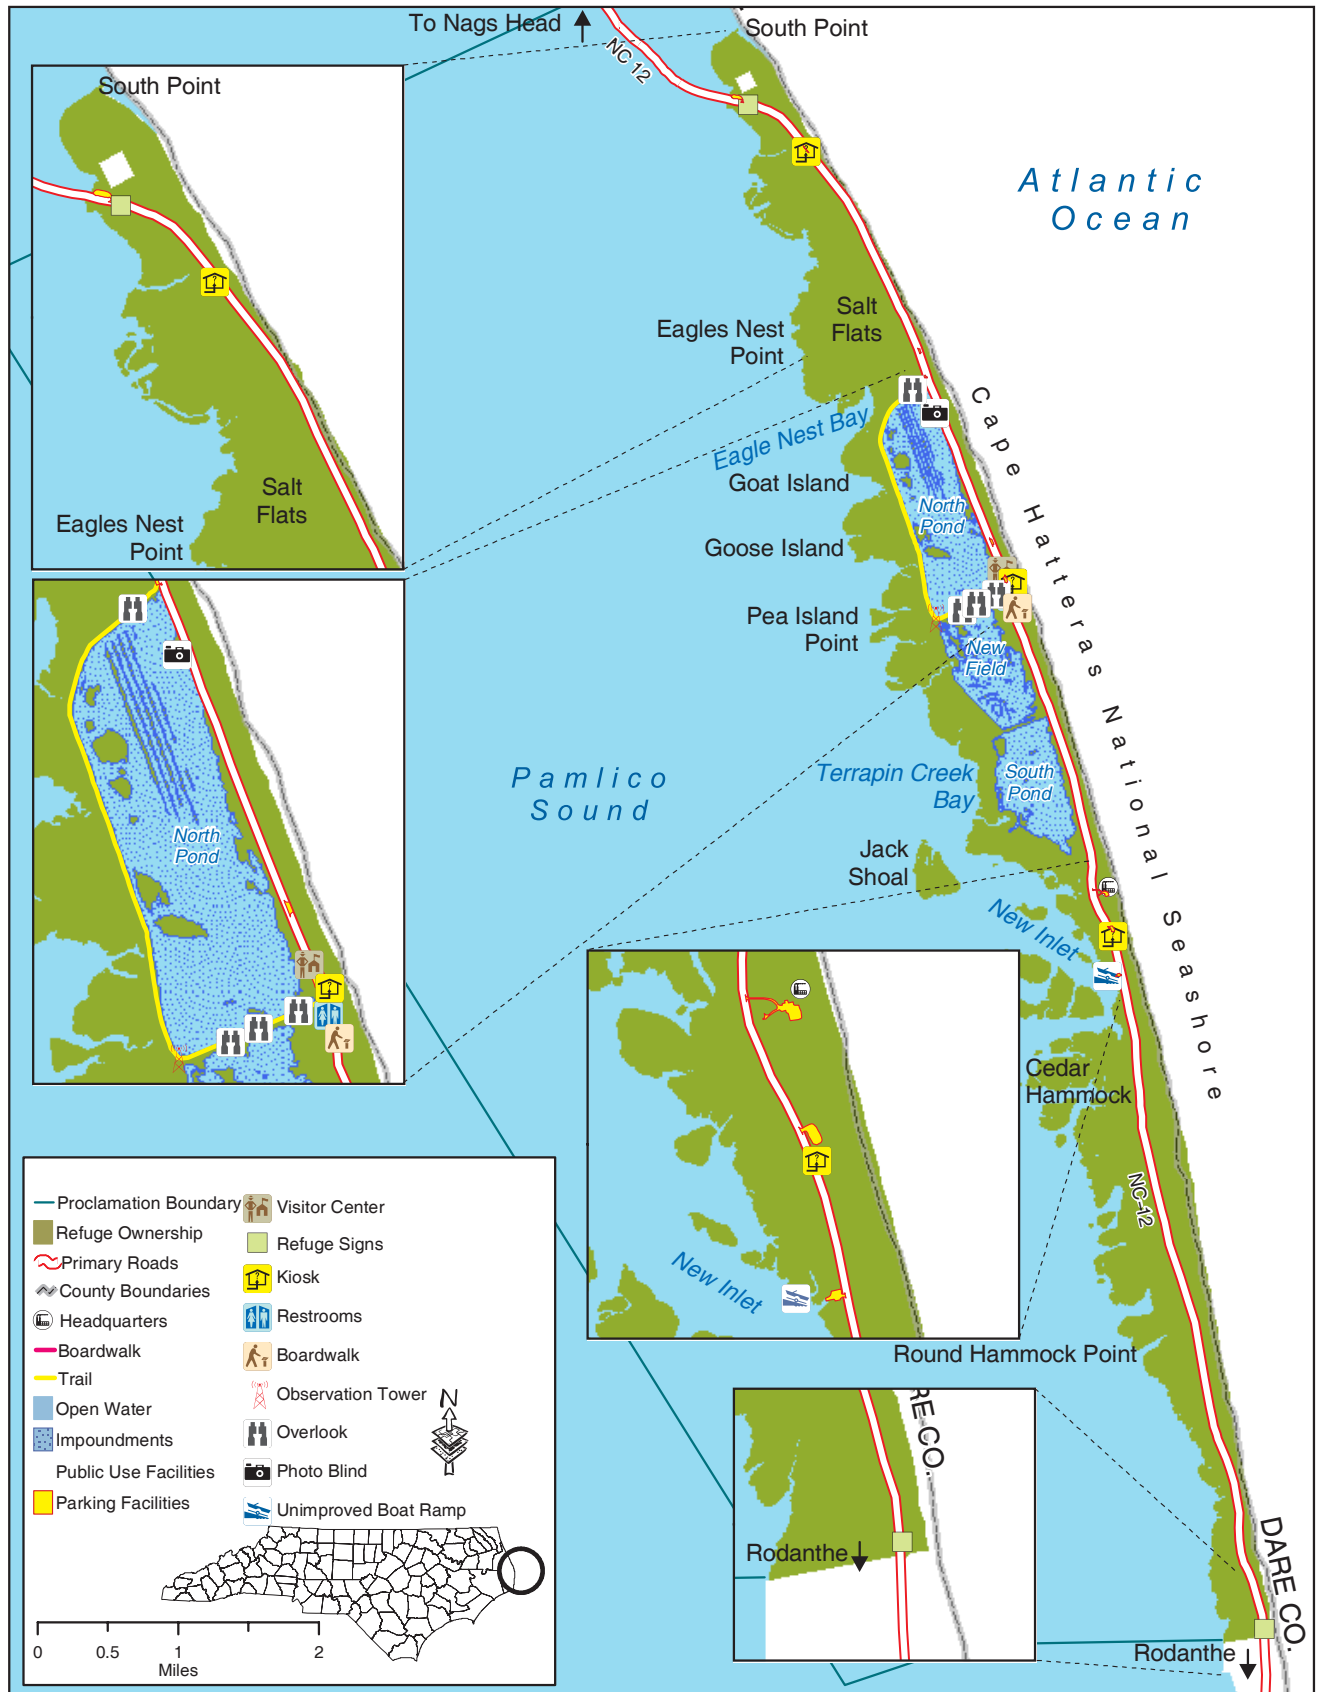 To Nags Head
South Point
NC 12
South Point
Atlantic
Ocean
Salt
Flats
Eagles Nest
Point
Eagle Nest Bay
Goat Island
Goose Island
North
Pond
Pea Island
Point
New
Field
Cape Hatteras National Seashore
Salt
Flats
Eagles Nest
Point
North
Pond
Pamlico
Sound
Terrapin Creek
Bay
South
Pond
Jack
Shoal
New Inlet
Cedar
Hammock
NC-12
New Inlet
Round Hammock Point
RE CO.
Rodanthe
DARE CO.
Rodanthe
Proclamation Boundary
Refuge Ownership
Primary Roads
County Boundaries
Headquarters
Boardwalk
Trail
Open Water
Impoundments
Public Use Facilities
Parking Facilities
Visitor Center
Refuge Signs
Kiosk
Restrooms
Boardwalk
Observation Tower
Overlook
Photo Blind
Unimproved Boat Ramp
N
0 0.5 1 2
Miles